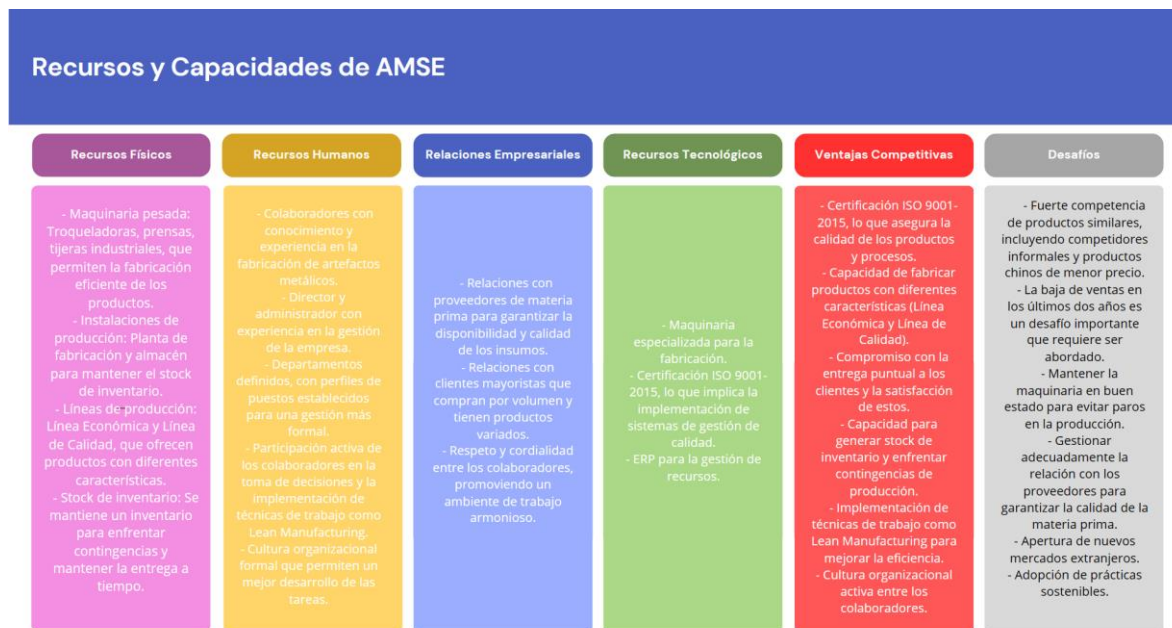 Recursos y Capacidades de AMSE
Recursos Físicos
- Maquinaria pesada:
Troqueladoras, prensas,
tijeras industriales, que
permiten la fabricación
eficiente de los
productos.
- Instalaciones de
producción: Planta de
fabricación y almacén
para mantener el stock
de inventario.
- Líneas de producción:
Línea Económica y Línea
de Calidad, que ofrecen
productos con diferentes
características.
- Stock de inventario: Se
mantiene un inventario
para enfrentar
contingencias y
mantener la entrega a
tiempo.
Recursos Humanos
- Colaboradores con
conocimiento y
experiencia en la
fabricación de artefactos
metálicos.
- Director y
administrador con
experiencia en la gestión
de la empresa.
- Departamentos
definidos, con perfiles de
puestos establecidos
para una gestión más
formal.
- Participación activa de
los colaboradores en la
toma de decisiones y la
implementación de
técnicas de trabajo como
Lean Manufacturing.
- Cultura organizacional
formal que permiten un
mejor desarrollo de las
tareas.
Relaciones Empresariales
- Relaciones con
proveedores de materia
prima para garantizar la
disponibilidad y calidad
de los insumos.
- Relaciones con
clientes mayoristas que
compran por volumen y
tienen productos
variados.
- Respeto y cordialidad
entre los colaboradores,
promoviendo un
ambiente de trabajo
armonioso.
Recursos Tecnológicos
- Maquinaria
especializada para la
fabricación.
- Certificación ISO 9001-
2015, lo que implica la
implementación de
sistemas de gestión de
calidad.
- ERP para la gestión de
recursos.
Ventajas Competitivas
- Certificación ISO 9001-
2015, lo que asegura la
calidad de los productos
y procesos.
- Capacidad de fabricar
productos con diferentes
características (Línea
Económica y Línea de
Calidad).
- Compromiso con la
entrega puntual a los
clientes y la satisfacción
de estos.
- Capacidad para
generar stock de
inventario y enfrentar
contingencias de
producción.
- Implementación de
técnicas de trabajo como
Lean Manufacturing para
mejorar la eficiencia.
- Cultura organizacional
activa entre los
colaboradores.
Desafíos
- Fuerte competencia
de productos similares,
incluyendo competidores
informales y productos
chinos de menor precio.
- La baja de ventas en
los últimos dos años es
un desafío importante
que requiere ser
abordado.
- Mantener la
maquinaria en buen
estado para evitar paros
en la producción.
- Gestionar
adecuadamente la
relación con los
proveedores para
garantizar la calidad de la
materia prima.
- Apertura de nuevos
mercados extranjeros.
- Adopción de prácticas
sostenibles.